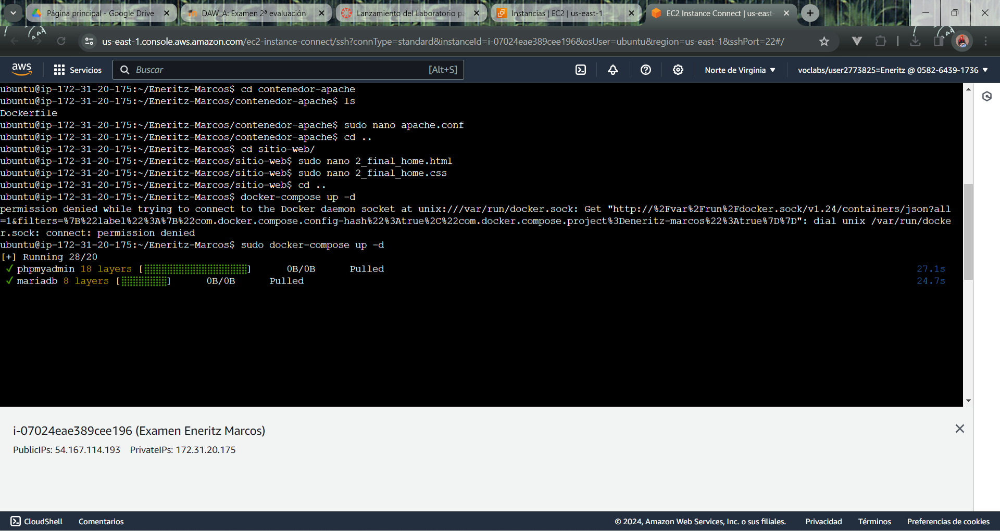 Página principal - Google Drive
DAW_A: Examen 2ª evaluación
Lanzamiento del Laboratorio pa
Instancias | EC2 | us-east-1
EC2 Instance Connect | us-east-
us-east-1.console.aws.amazon.com/ec2-instance-connect/ssh?connType=standard&instanceId=i-07024eae389cee196&osUser=ubuntu&region=us-east-1&sshPort=22#/
aws
Servicios
Buscar
[Alt+S]
Norte de Virginia
voclabs/user2773825=Eneritz @ 0582-6439-1736
ubuntu@ip-172-31-20-175:~/Eneritz-Marcos$ cd contenedor-apache
ubuntu@ip-172-31-20-175:~/Eneritz-Marcos/contenedor-apache$ ls
Dockerfile
ubuntu@ip-172-31-20-175:~/Eneritz-Marcos/contenedor-apache$ sudo nano apache.conf
ubuntu@ip-172-31-20-175:~/Eneritz-Marcos/contenedor-apache$ cd ..
ubuntu@ip-172-31-20-175:~/Eneritz-Marcos$ cd sitio-web/
ubuntu@ip-172-31-20-175:~/Eneritz-Marcos/sitio-web$ sudo nano 2_final_home.html
ubuntu@ip-172-31-20-175:~/Eneritz-Marcos/sitio-web$ sudo nano 2_final_home.css
ubuntu@ip-172-31-20-175:~/Eneritz-Marcos/sitio-web$ cd ..
ubuntu@ip-172-31-20-175:~/Eneritz-Marcos$ docker-compose up -d
permission denied while trying to connect to the Docker daemon socket at unix:///var/run/docker.sock: Get "http://%2Fvar%2Frun%2Fdocker.sock/v1.24/containers/json?all
=1&filters=%7B%22label%22%3A%7B%22com.docker.compose.config-hash%22%3Atrue%2C%22com.docker.compose.project%3Deneritz-marcos%22%3Atrue%7D%7D": dial unix /var/run/docke
r.sock: connect: permission denied
ubuntu@ip-172-31-20-175:~/Eneritz-Marcos$ sudo docker-compose up -d
[+] Running 28/20
✓ phpmyadmin 18 layers [⣿⣿⣿⣿⣿⣿⣿⣿⣿⣿⣿⣿⣿⣿⣿⣿⣿⣿] 0B/0B Pulled 27.1s
✓ mariadb 8 layers [⣿⣿⣿⣿⣿⣿⣿⣿] 0B/0B Pulled 24.7s
i-07024eae389cee196 (Examen Eneritz Marcos)
PublicIPs: 54.167.114.193 PrivateIPs: 172.31.20.175
CloudShell
Comentarios
© 2024, Amazon Web Services, Inc. o sus filiales.
Privacidad
Términos
Preferencias de cookies